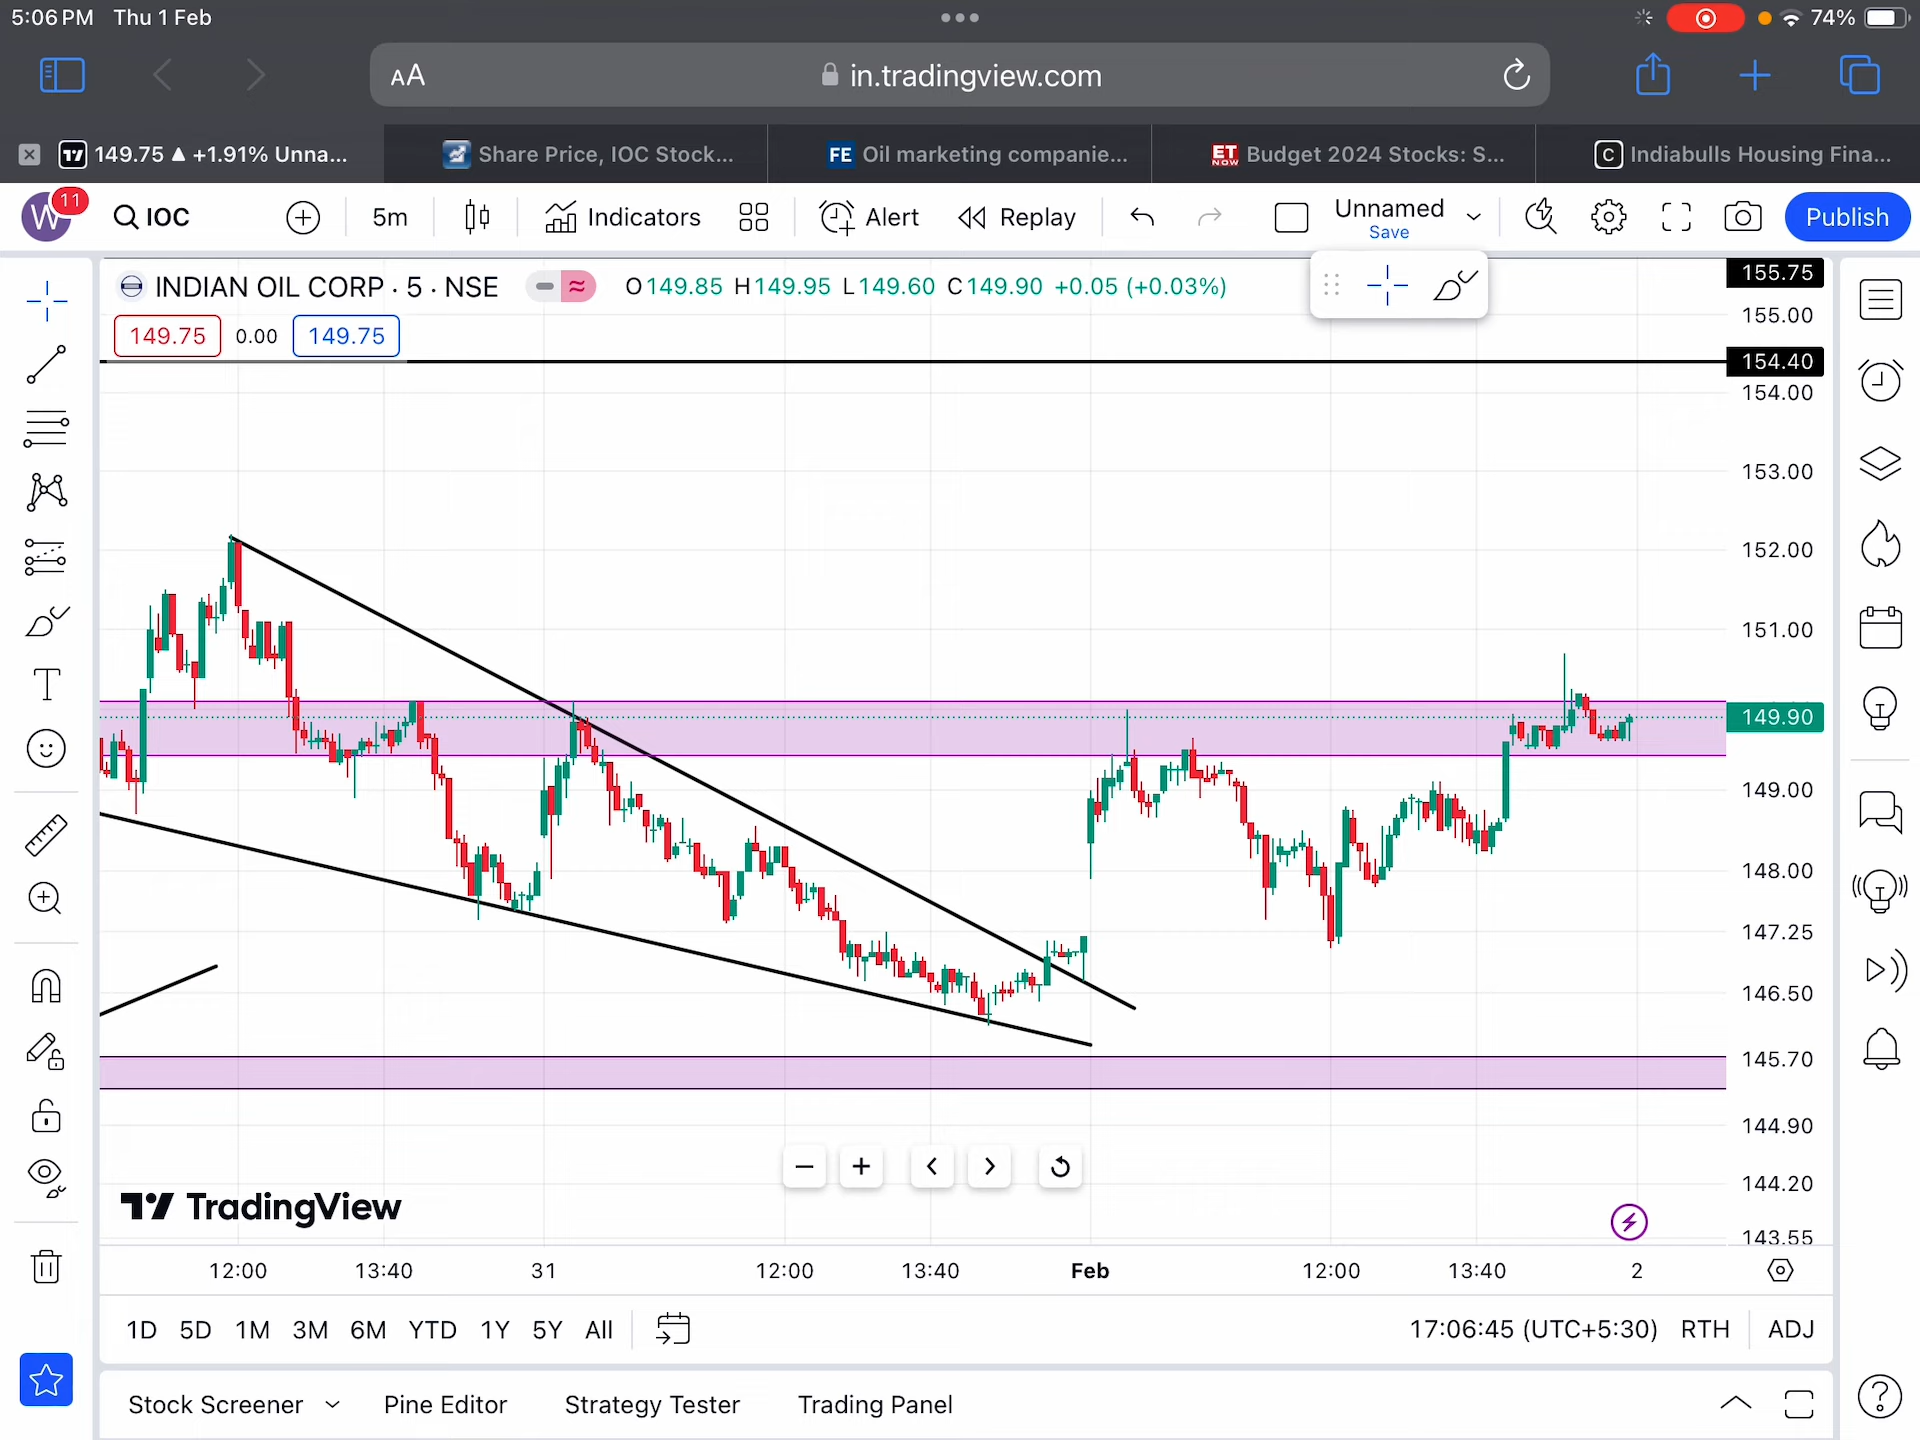 5:06 PM Thu 1 Feb
74%
AA in.tradingview.com
149.75 ▲ +1.91% Unna...
Share Price, IOC Stock...
FE Oil marketing companie...
ET NOW Budget 2024 Stocks: S...
C Indiabulls Housing Fina...
W 11 IOC 5m Indicators Alert Replay Unnamed Save Publish
INDIAN OIL CORP · 5 · NSE O149.85 H149.95 L149.60 C149.90 +0.05 (+0.03%)
149.75 0.00 149.75
155.75
155.00
154.40
154.00
153.00
152.00
151.00
149.90
149.00
148.00
147.25
146.50
145.70
144.90
144.20
143.55
TradingView
12:00 13:40 31 12:00 13:40 Feb 12:00 13:40 2
1D 5D 1M 3M 6M YTD 1Y 5Y All 17:06:45 (UTC+5:30) RTH ADJ
Stock Screener Pine Editor Strategy Tester Trading Panel